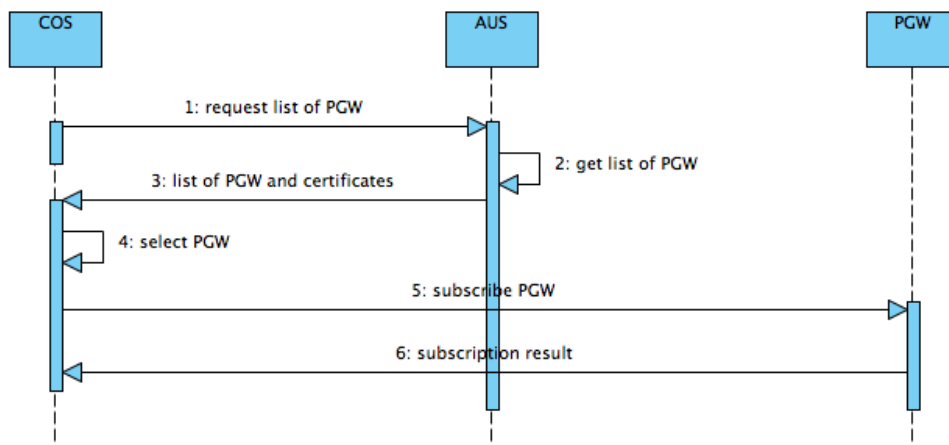 COS
AUS
PGW
1: request list of PGW
2: get list of PGW
3: list of PGW and certificates
4: select PGW
5: subscribe PGW
6: subscription result